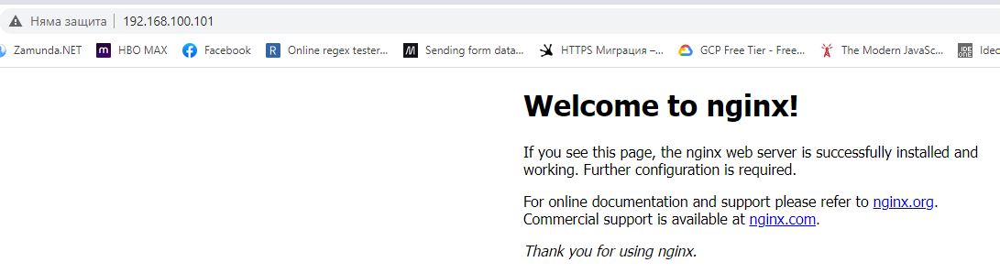 Няма защита | 192.168.100.101
Zamunda.NET m HBO MAX Facebook R Online regex tester... M Sending form data... HTTPS Миграция –... GCP Free Tier - Free... The Modern JavaSc... IDE ONE Ideo
Welcome to nginx!
If you see this page, the nginx web server is successfully installed and
working. Further configuration is required.
For online documentation and support please refer to nginx.org.
Commercial support is available at nginx.com.
Thank you for using nginx.